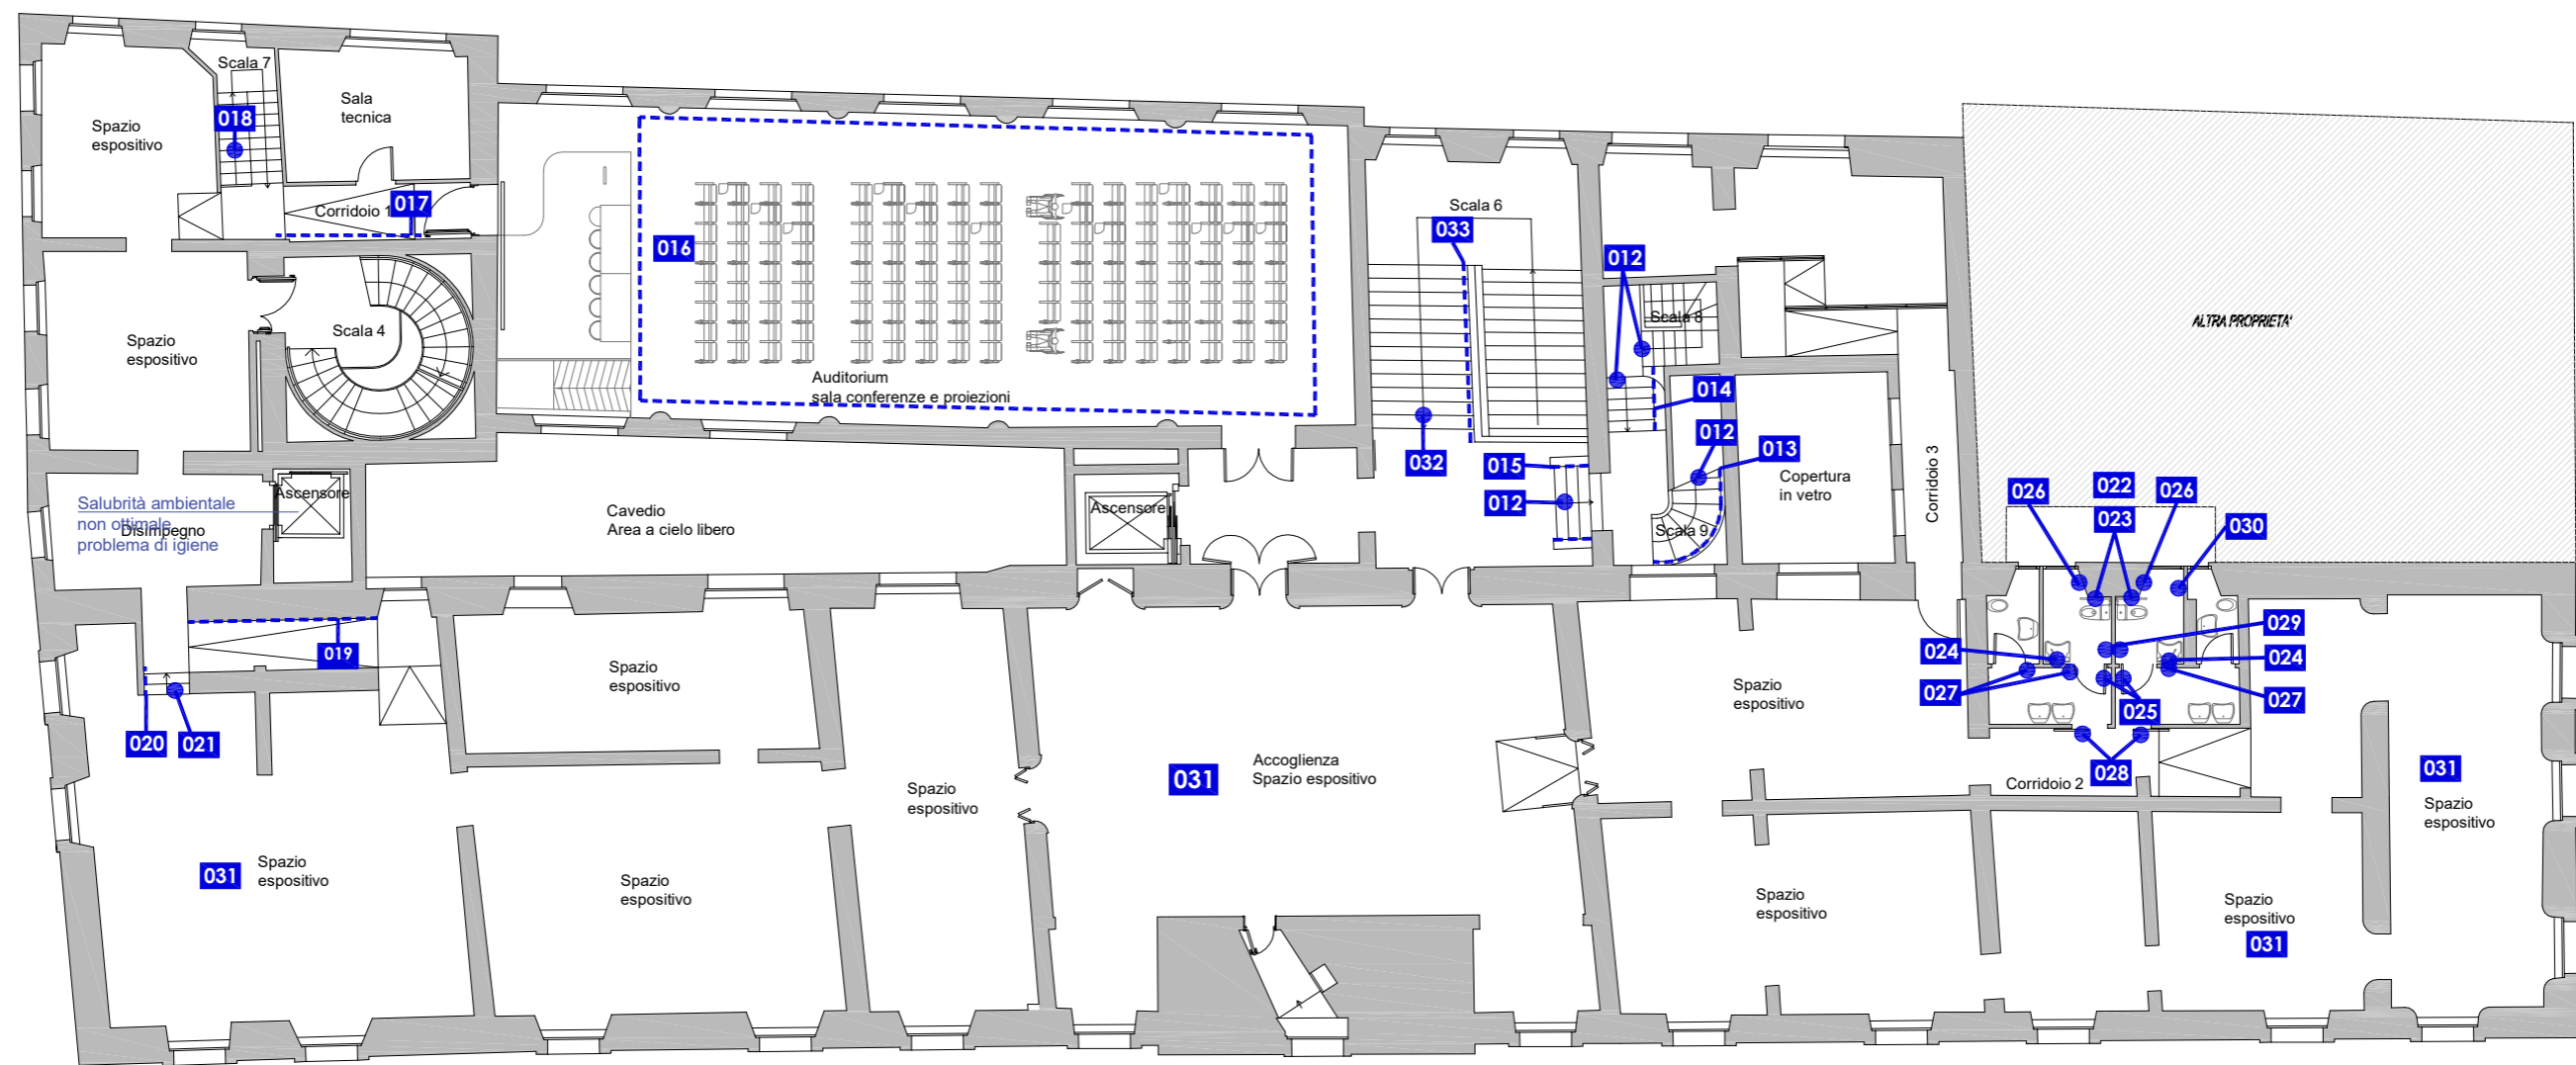 Scala 7
018
Sala
tecnica
Spazio
espositivo
Corridoio 1
017
016
Scala 4
Spazio
espositivo
Auditorium
sala conferenze e proiezioni
Scala 6
033
032
012
Scala 8
014
012
013
015
012
Scala 9
Copertura
in vetro
Corridoio 3
ALTRA PROPRIETA'
Salubrità ambientale
non ottimale
problema di igiene
Disimpegno
Ascensore
Cavedio
Area a cielo libero
Ascensore
026
022
023
026
030
029
024
024
027
027
025
028
Corridoio 2
019
020
021
Spazio
espositivo
Spazio
espositivo
Accoglienza
Spazio espositivo
031
Spazio
espositivo
031
Spazio
espositivo
031
Spazio
espositivo
Spazio
espositivo
Spazio
espositivo
Spazio
espositivo
031